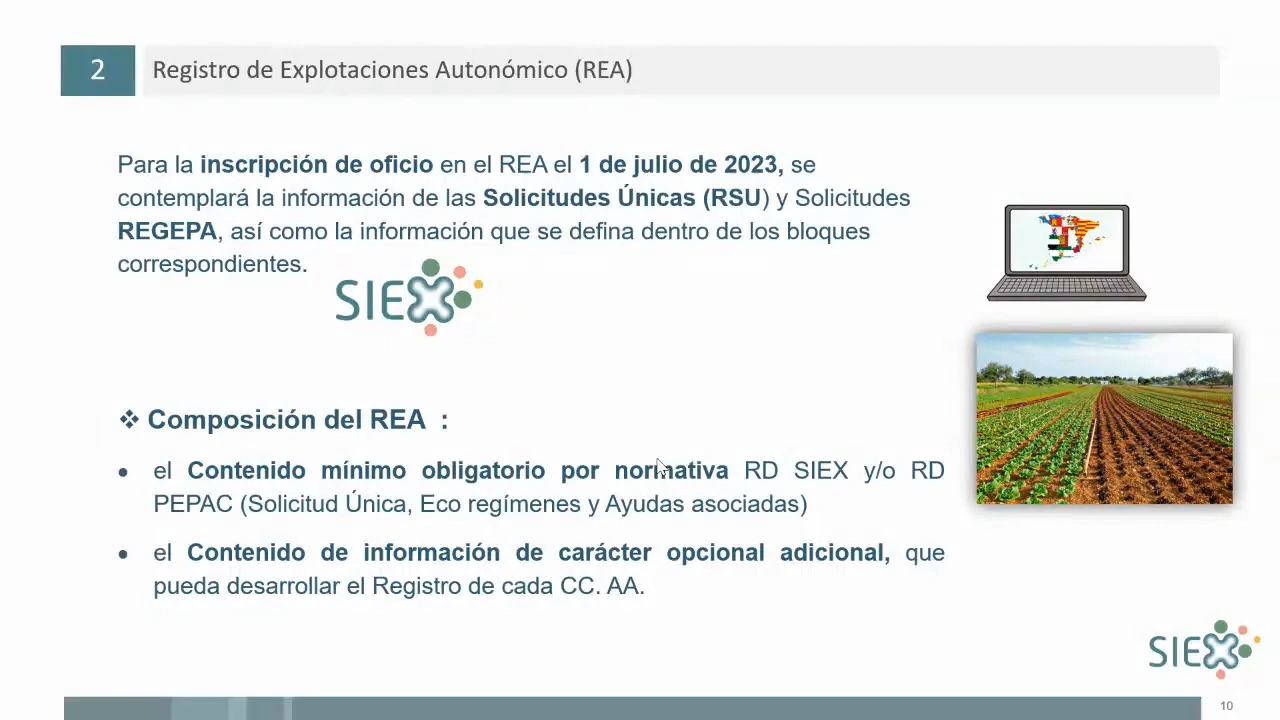 2
Registro de Explotaciones Autonómico (REA)
Para la inscripción de oficio en el REA el 1 de julio de 2023, se
contemplará la información de las Solicitudes Únicas (RSU) y Solicitudes
REGEPA, así como la información que se defina dentro de los bloques
correspondientes.
SIEX
❖ Composición del REA :
• el Contenido mínimo obligatorio por normativa RD SIEX y/o RD
PEPAC (Solicitud Única, Eco regímenes y Ayudas asociadas)
• el Contenido de información de carácter opcional adicional, que
pueda desarrollar el Registro de cada CC. AA.
SIEX
10